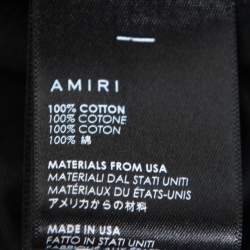 AMIRI
100% COTTON
100% COTONE
100% COTON
100% 綿
MATERIALS FROM USA
MATERIALI DAL STATI UNITI
MATÉRIAUX DU ÉTATS-UNIS
アメリカからの材料
MADE IN USA
FATTO IN STATI UNITI